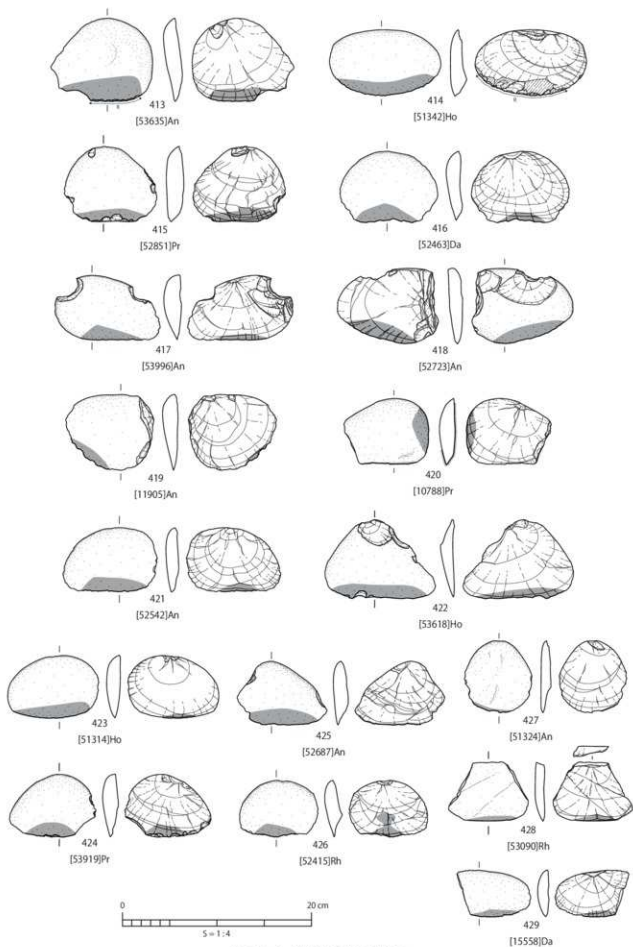 413
[53635]An
K
414
[51342]Ho
K
415
[52851]Pr
416
[52463]Da
417
[53996]An
418
[52723]An
419
[11905]An
420
[10788]Pr
421
[52542]An
422
[53618]Ho
423
[51314]Ho
425
[52687]An
427
[51324]An
424
[53919]Pr
426
[52415]Rh
428
[53090]Rh
429
[15558]Da
0
20 cm
S = 1 : 4